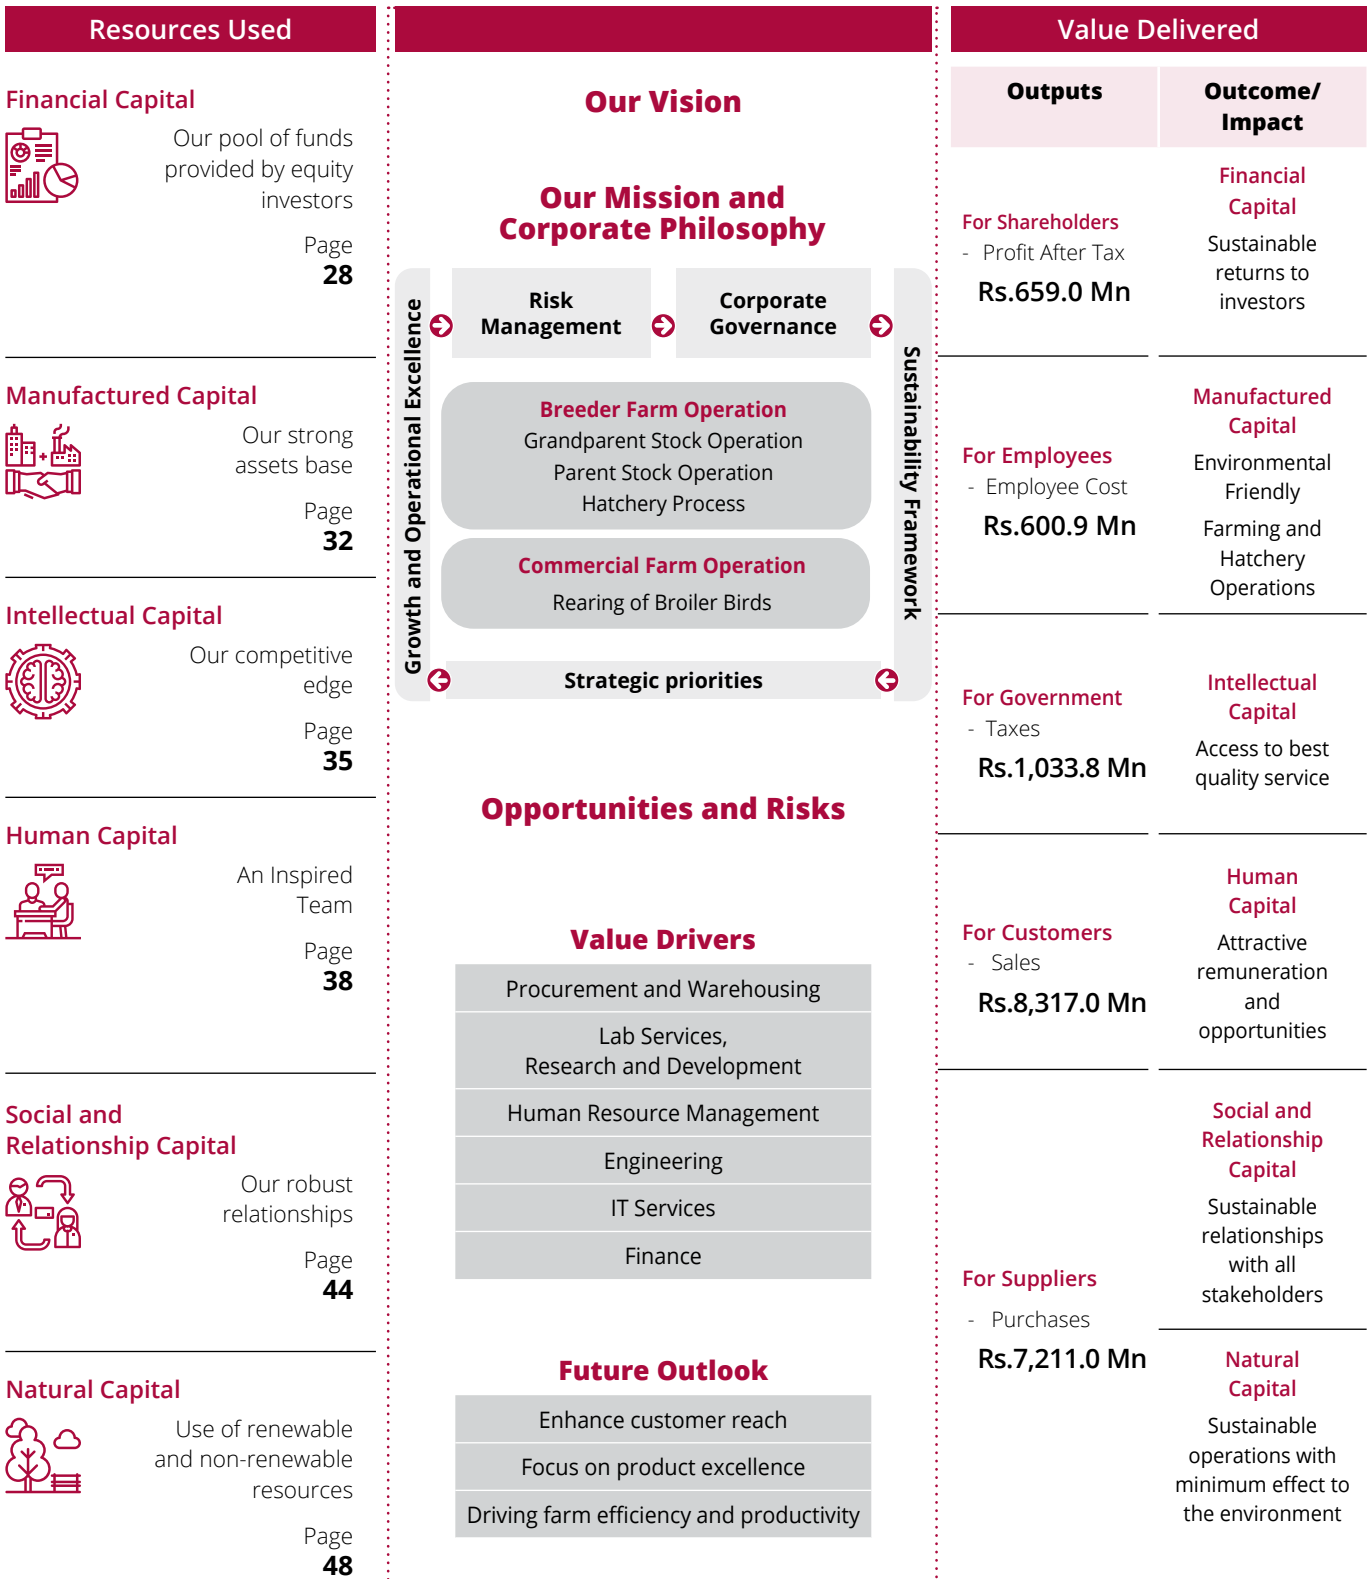 Resources Used
Financial Capital
Our pool of funds
provided by equity
investors
Page
28
Manufactured Capital
Our strong
assets base
Page
32
Intellectual Capital
Our competitive
edge
Page
35
Human Capital
An Inspired
Team
Page
38
Social and
Relationship Capital
Our robust
relationships
Page
44
Natural Capital
Use of renewable
and non-renewable
resources
Page
48
Our Vision
Our Mission and
Corporate Philosophy
Growth and Operational Excellence
Risk
Management
Corporate
Governance
Sustainability Framework
Breeder Farm Operation
Grandparent Stock Operation
Parent Stock Operation
Hatchery Process
Commercial Farm Operation
Rearing of Broiler Birds
Strategic priorities
Opportunities and Risks
Value Drivers
Procurement and Warehousing
Lab Services,
Research and Development
Human Resource Management
Engineering
IT Services
Finance
Future Outlook
Enhance customer reach
Focus on product excellence
Driving farm efficiency and productivity
Value Delivered
Outputs
For Shareholders
- Profit After Tax
Rs.659.0 Mn
For Employees
- Employee Cost
Rs.600.9 Mn
For Government
- Taxes
Rs.1,033.8 Mn
For Customers
- Sales
Rs.8,317.0 Mn
For Suppliers
- Purchases
Rs.7,211.0 Mn
Outcome/
Impact
Financial
Capital
Sustainable
returns to
investors
Manufactured
Capital
Environmental
Friendly
Farming and
Hatchery
Operations
Intellectual
Capital
Access to best
quality service
Human
Capital
Attractive
remuneration
and
opportunities
Social and
Relationship
Capital
Sustainable
relationships
with all
stakeholders
Natural
Capital
Sustainable
operations with
minimum effect to
the environment